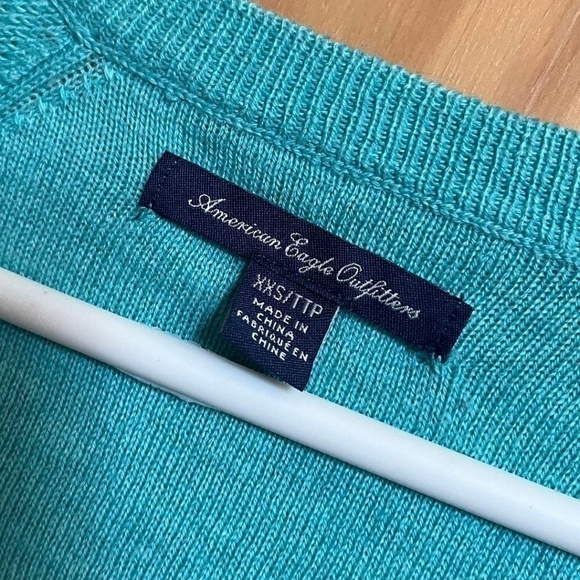 American Eagle Outfitters
XXS/TTP
MADE IN
CHINA
FABRIQUÉ EN
CHINE